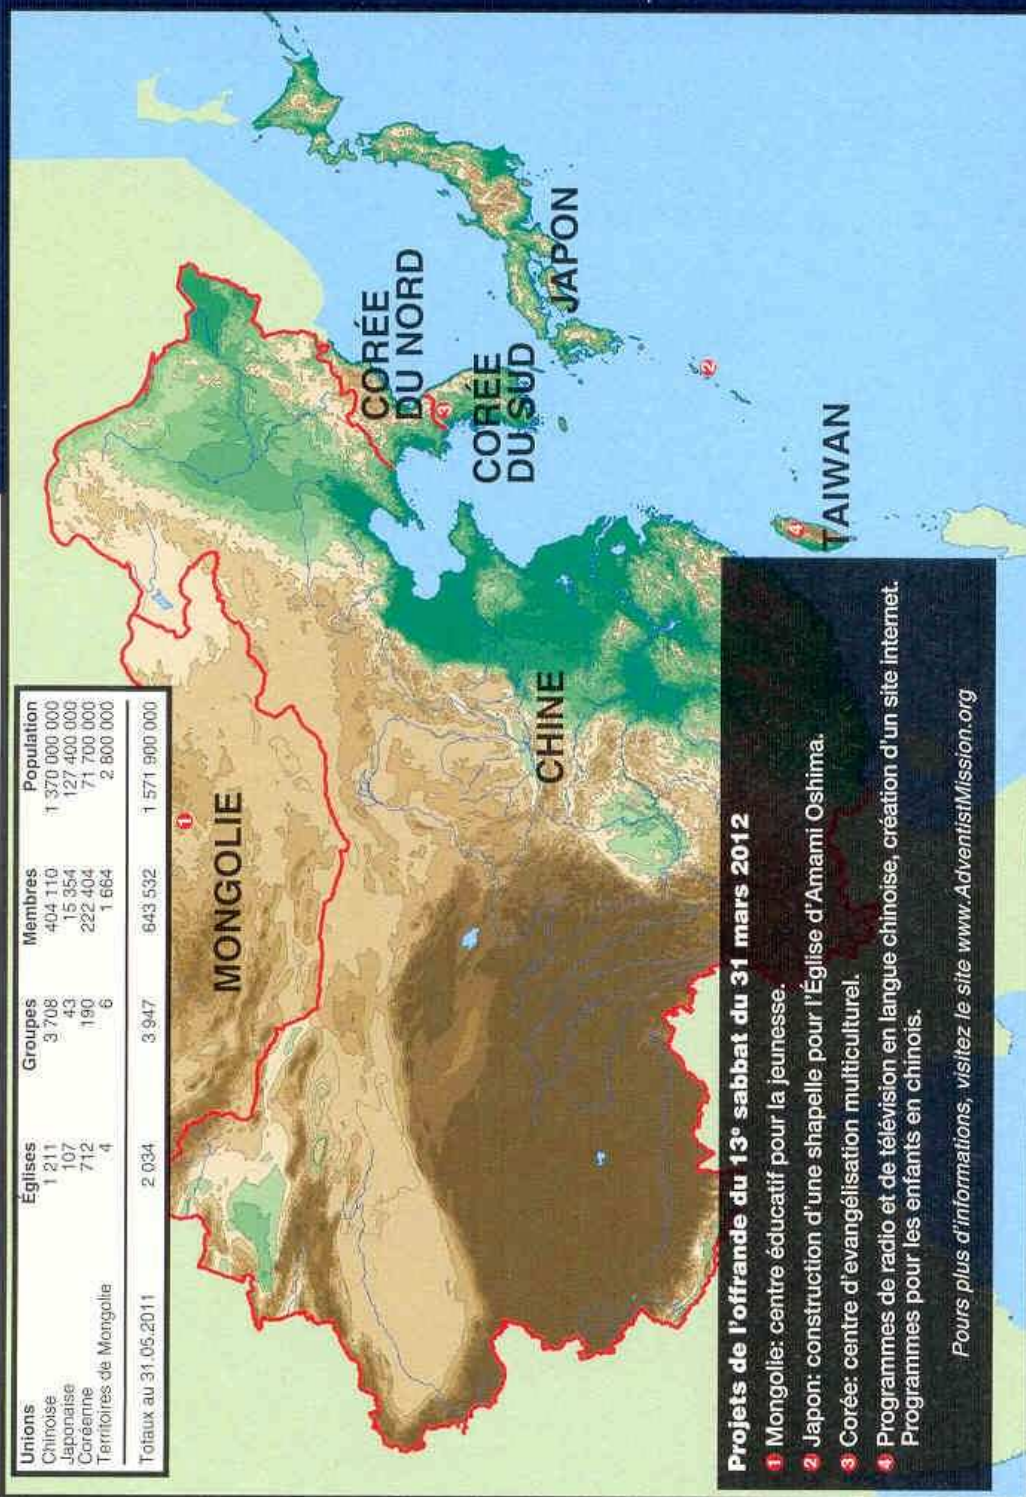 Unions Églises Groupes Membres Population
Chinoise 1 211 3 708 404 110 1 370 000 000
Japonaise 107 43 15 354 127 400 000
Coréenne 712 190 222 404 71 700 000
Territoires de Mongolie 4 6 1 664 2 800 000
Totaux au 31.05.2011 2 034 3 947 643 532 1 571 900 000
1
MONGOLIE
CORÉE
DU NORD
3
CORÉE
DU SUD
JAPON
CHINE
2
4
TAIWAN
Projets de l'offrande du 13e sabbat du 31 mars 2012
1 Mongolie: centre éducatif pour la jeunesse.
2 Japon: construction d'une shapelle pour l'Église d'Amami Oshima.
3 Corée: centre d'evangélisation multiculturel.
4 Programmes de radio et de télévision en langue chinoise, création d'un site internet.
Programmes pour les enfants en chinois.
Pours plus d'informations, visitez le site www.AdventistMission.org